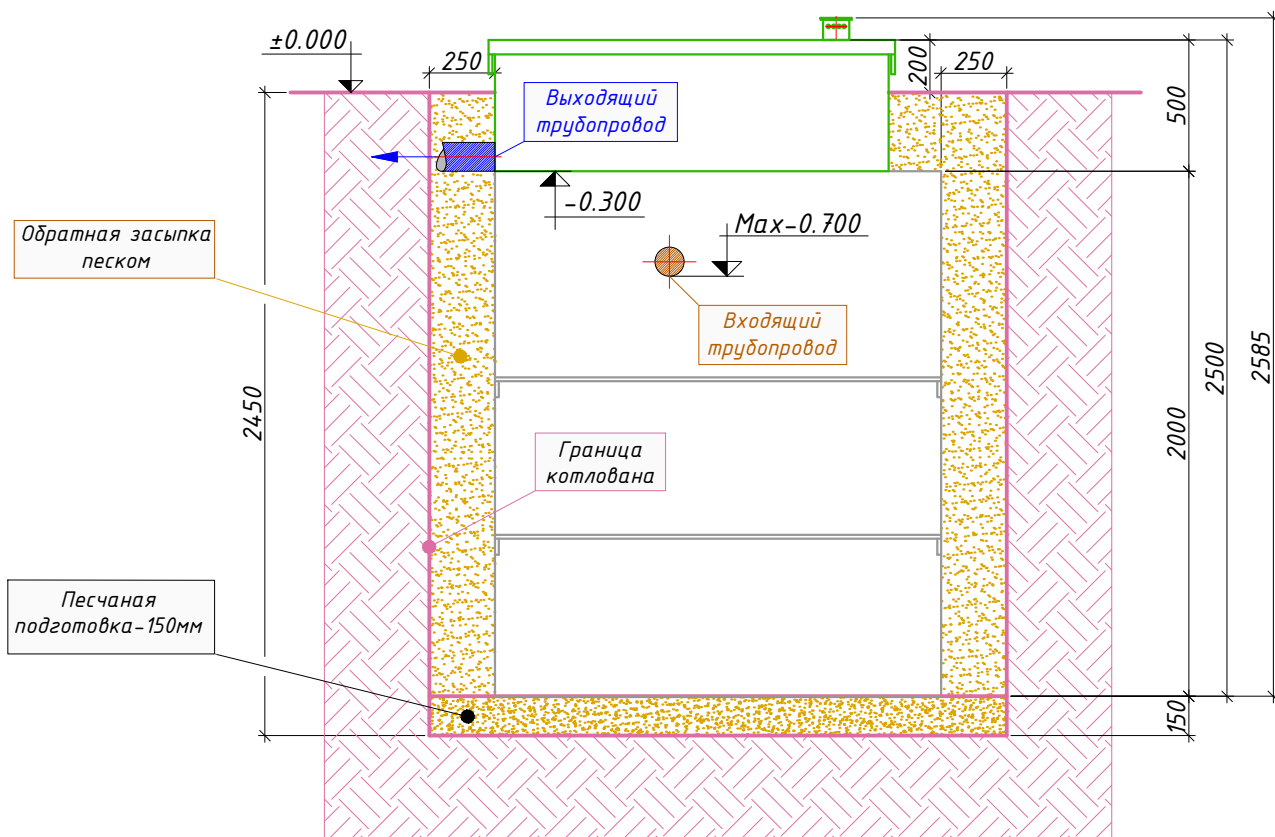 ±0.000
250
200
250
Выходящий
трубопровод
500
-0.300
Max-0.700
Обратная засыпка
песком
Входящий
трубопровод
2585
2500
2450
2000
Граница
котлована
Песчаная
подготовка-150мм
150